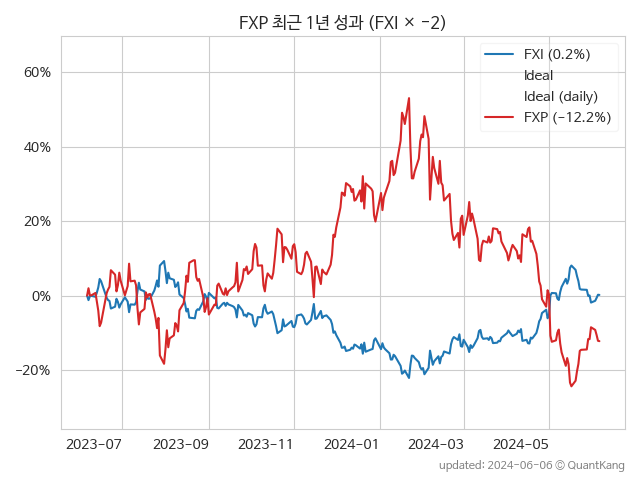 FXP 최근 1년 성과 (FXI × −2)
FXI (0.2%)
Ideal
Ideal (daily)
FXP (−12.2%)
60%
40%
20%
0%
−20%
2023-07
2023-09
2023-11
2024-01
2024-03
2024-05
updated: 2024-06-06 © QuantKang